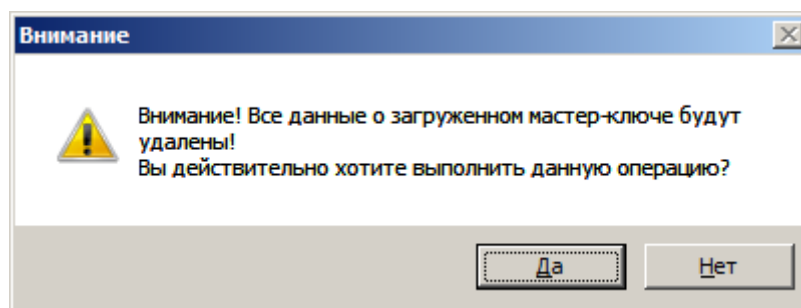 Внимание
Внимание! Все данные о загруженном мастер-ключе будут
удалены!
Вы действительно хотите выполнить данную операцию?
Да
Нет